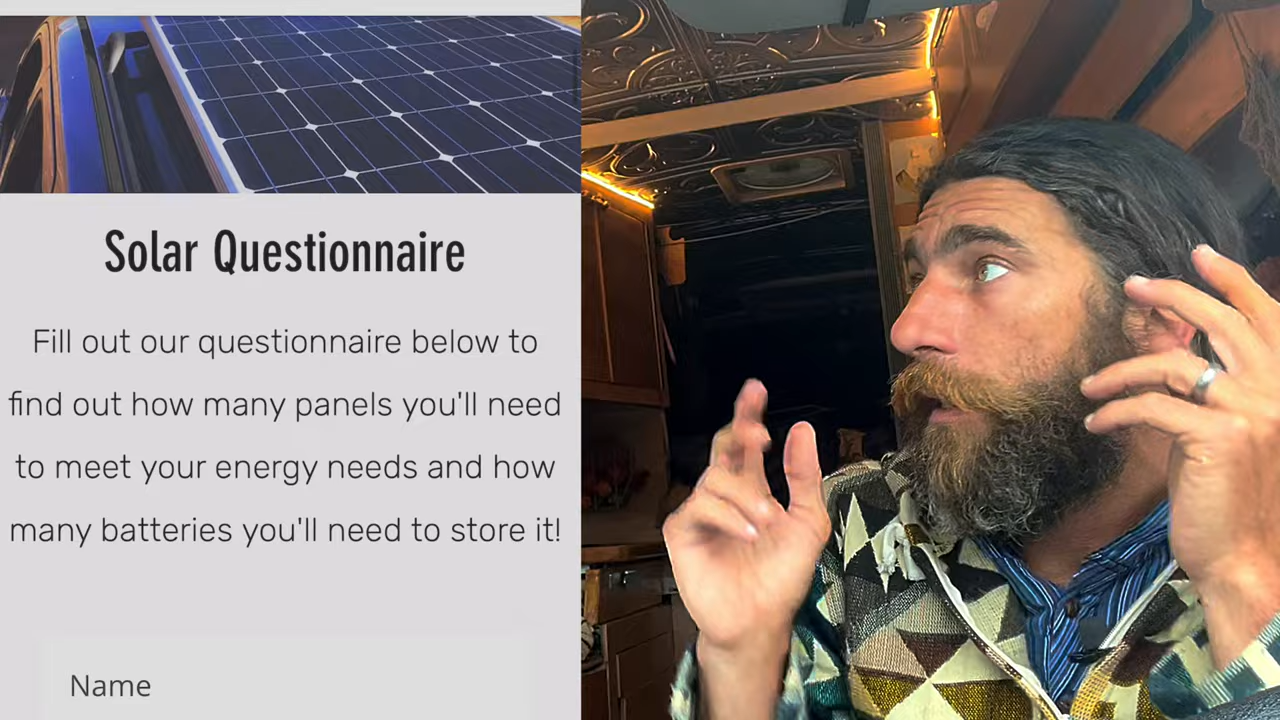 Solar Questionnaire
Fill out our questionnaire below to
find out how many panels you'll need
to meet your energy needs and how
many batteries you'll need to store it!
Name